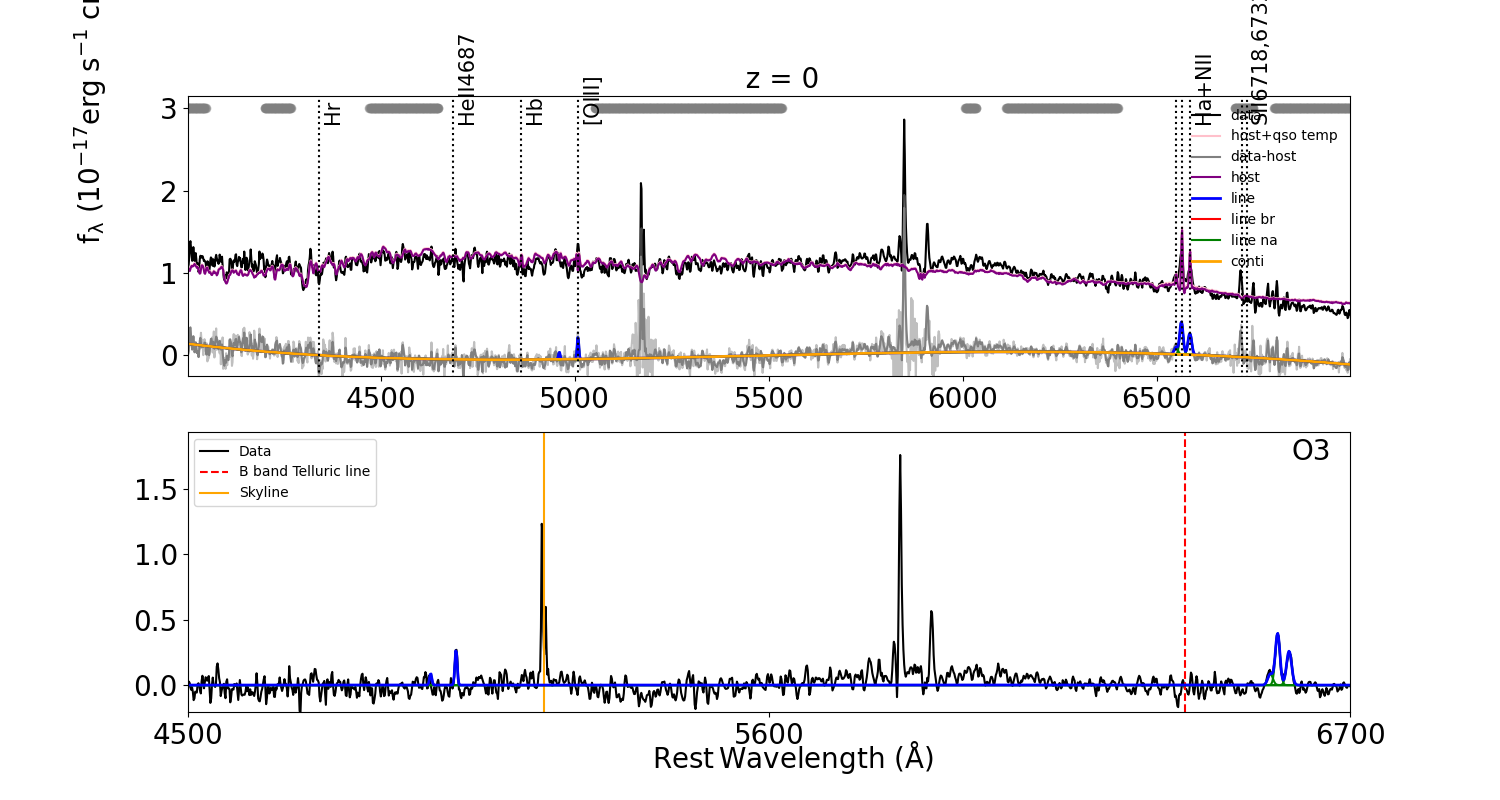 z = 0
f_λ (10^{-17} erg s^{-1} c
3
2
1
0
Hr
HeII4687
Hb
[OIII]
Ha+NII
SII6718,673
data
host+qso temp
data-host
host
line
line br
line na
conti
4500
5000
5500
6000
6500
O3
Data
B band Telluric line
Skyline
1.5
1.0
0.5
0.0
4500
5600
6700
Rest Wavelength (Å)